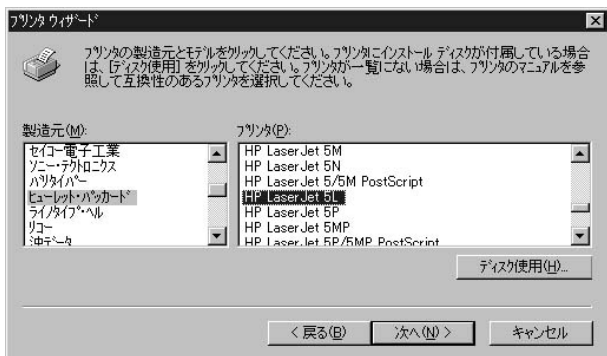 プリンタ ウィザード
プリンタの製造元とモデルをクリックしてください。プリンタにインストール ディスクが付属している場合
は、[ディスク使用] をクリックしてください。プリンタが一覧にない場合は、プリンタのマニュアルを参
照して互換性のあるプリンタを選択してください。
製造元(M):
セイコー電子工業
ソニー・テクトロニクス
バリタイパー
ヒューレット・パッカード
ライノタイプ・ヘル
リコー
沖データ
プリンタ(P):
HP LaserJet 5M
HP LaserJet 5N
HP LaserJet 5/5M PostScript
HP LaserJet 5L
HP LaserJet 5P
HP LaserJet 5MP
HP LaserJet 5P/5MP PostScript
ディスク使用(H)...
< 戻る(B)
次へ(N) >
キャンセル